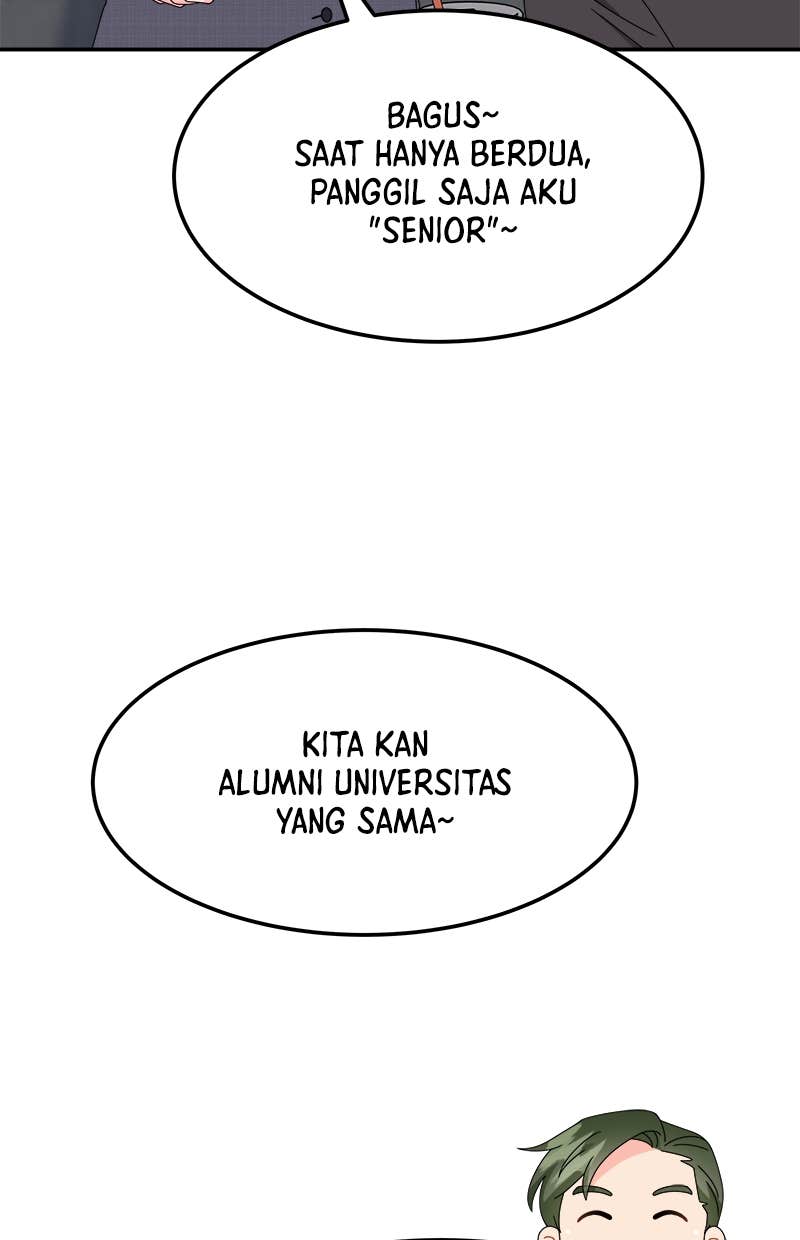 BAGUS~
SAAT HANYA BERDUA,
PANGGIL SAJA AKU
"SENIOR"~
KITA KAN
ALUMNI UNIVERSITAS
YANG SAMA~